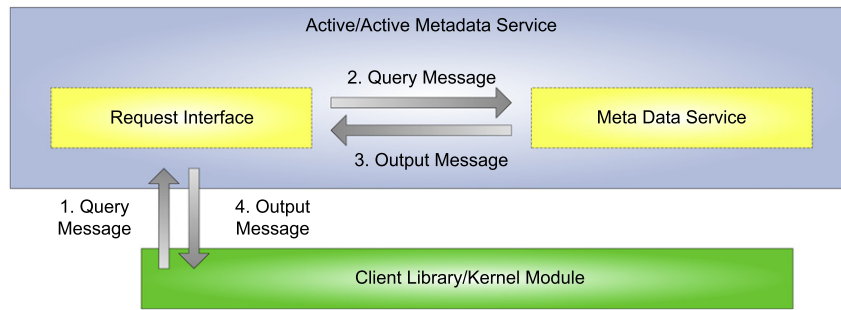 Active/Active Metadata Service
2. Query Message
Request Interface
Meta Data Service
3. Output Message
1. Query
Message
4. Output
Message
Client Library/Kernel Module